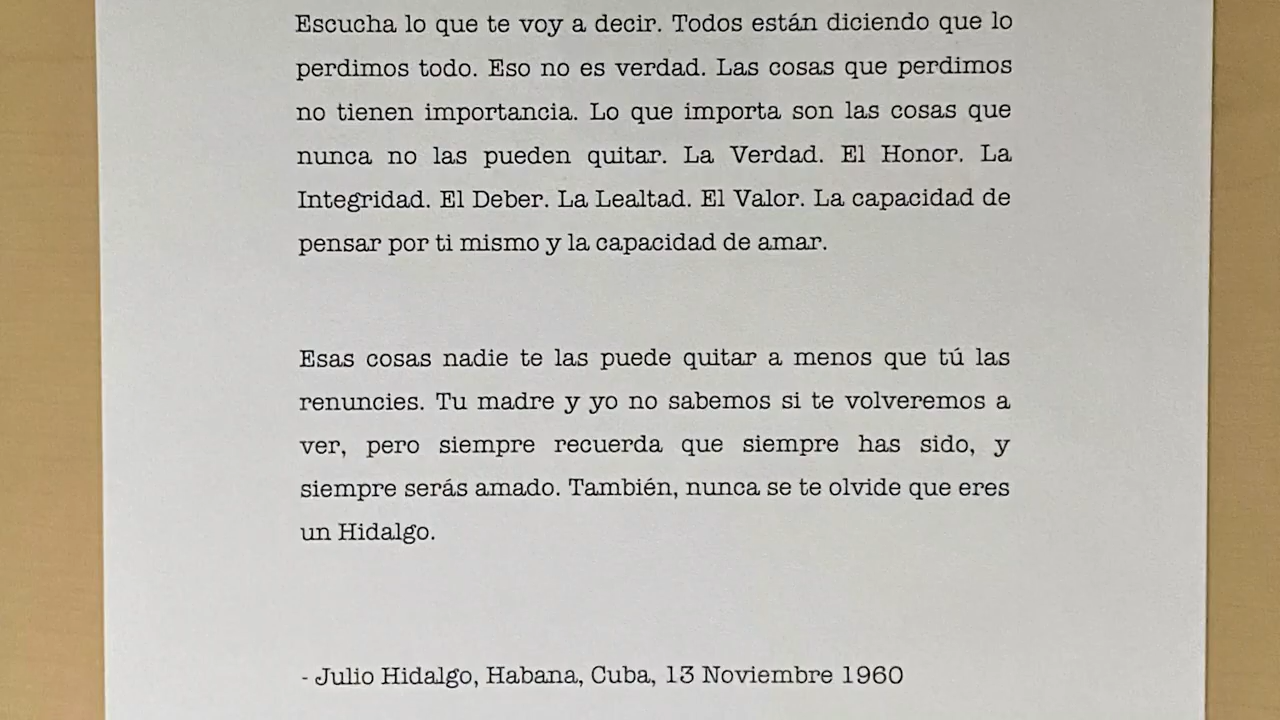 Escucha lo que te voy a decir. Todos están diciendo que lo
perdimos todo. Eso no es verdad. Las cosas que perdimos
no tienen importancia. Lo que importa son las cosas que
nunca no las pueden quitar. La Verdad. El Honor. La
Integridad. El Deber. La Lealtad. El Valor. La capacidad de
pensar por ti mismo y la capacidad de amar.
Esas cosas nadie te las puede quitar a menos que tú las
renuncies. Tu madre y yo no sabemos si te volveremos a
ver, pero siempre recuerda que siempre has sido, y
siempre serás amado. También, nunca se te olvide que eres
un Hidalgo.
- Julio Hidalgo, Habana, Cuba, 13 Noviembre 1960